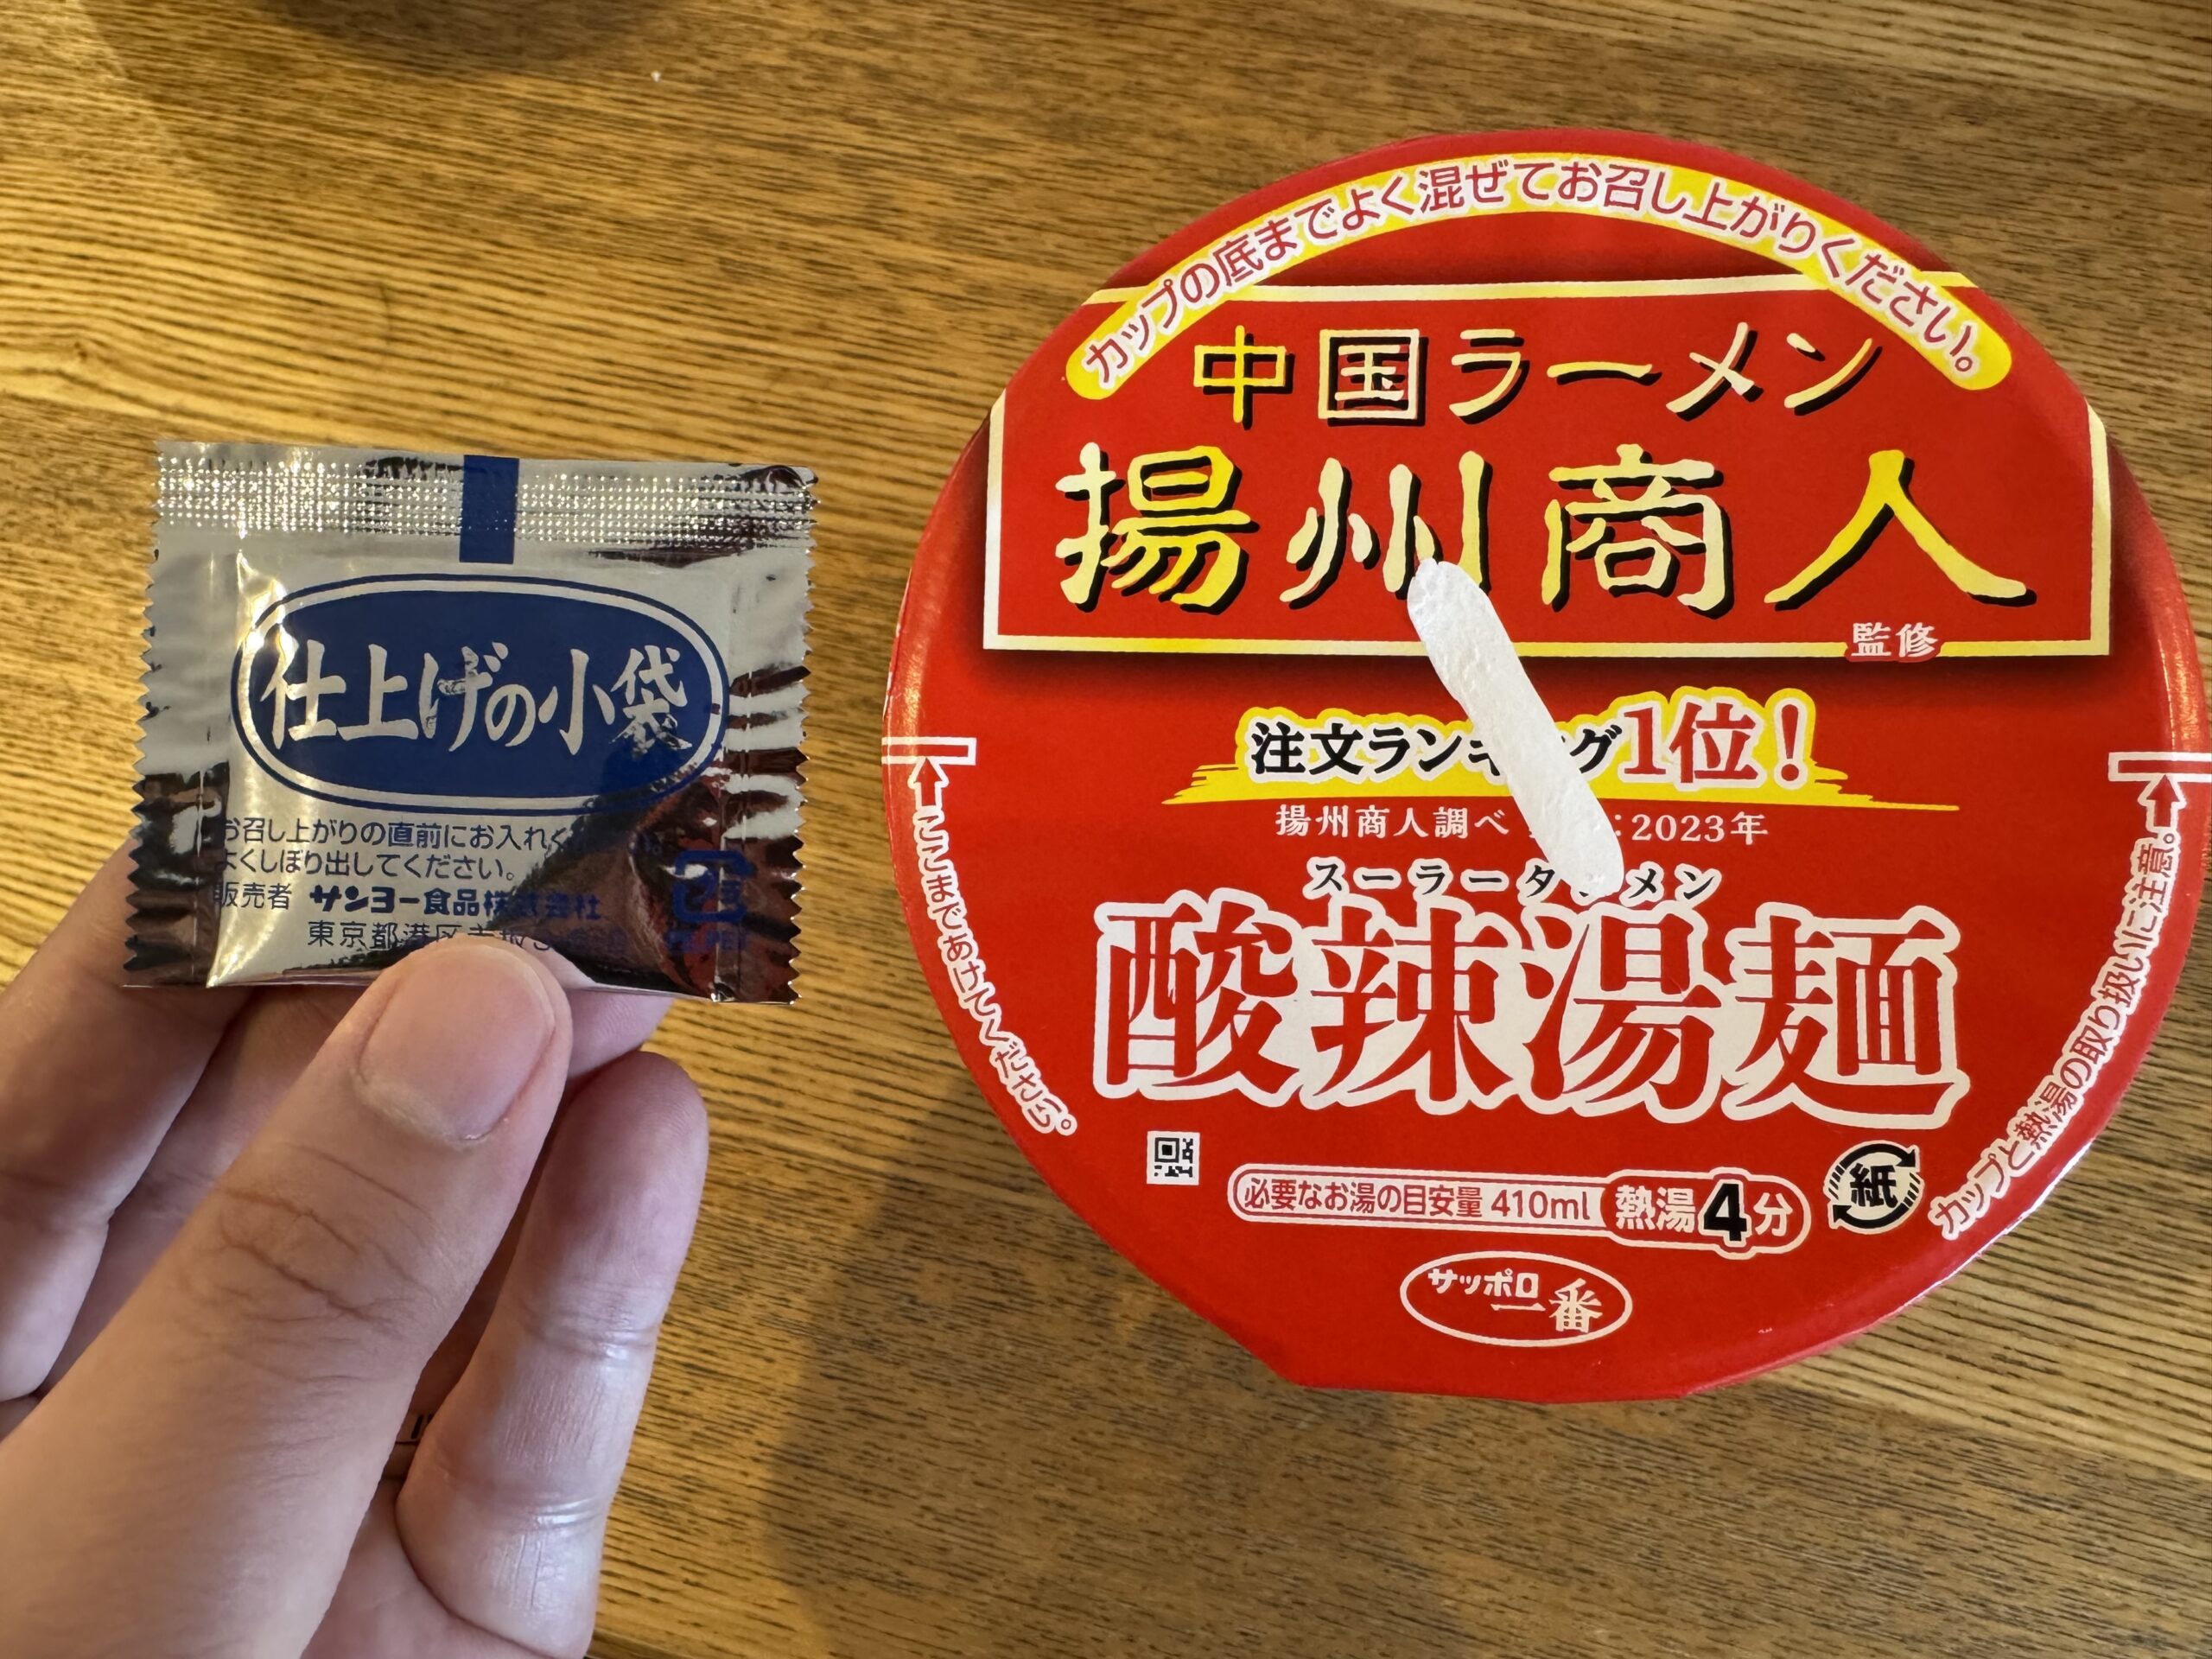 仕上げの小袋
お召し上がりの直前にお入れく
よくしぼり出してください。
販売者 サンヨー食品株式会社
東京都港区
カップの底までよく混ぜてお召し上がりください。
中国ラーメン
揚州商人
監修
注文ランキング1位！
揚州商人調べ :2023年
スーラータンメン
酸辣湯麺
ここまであけてください。
カップと熱湯の取り扱いに注意。
必要なお湯の目安量 410ml 熱湯4分
紙
サッポロ一番